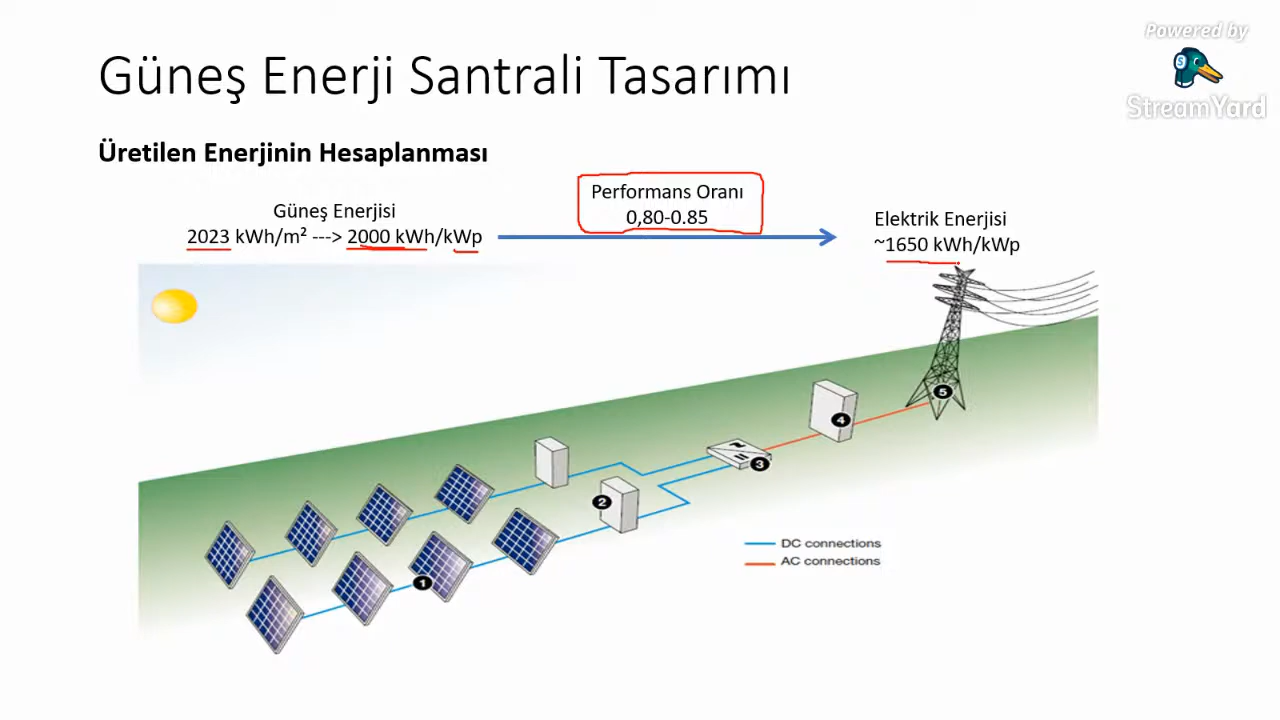 Powered by
StreamYard
Güneş Enerji Santrali Tasarımı
Üretilen Enerjinin Hesaplanması
Güneş Enerjisi
2023 kWh/m² ---> 2000 kWh/kWp
Performans Oranı
0,80-0.85
Elektrik Enerjisi
~1650 kWh/kWp
5
4
3
2
1
DC connections
AC connections